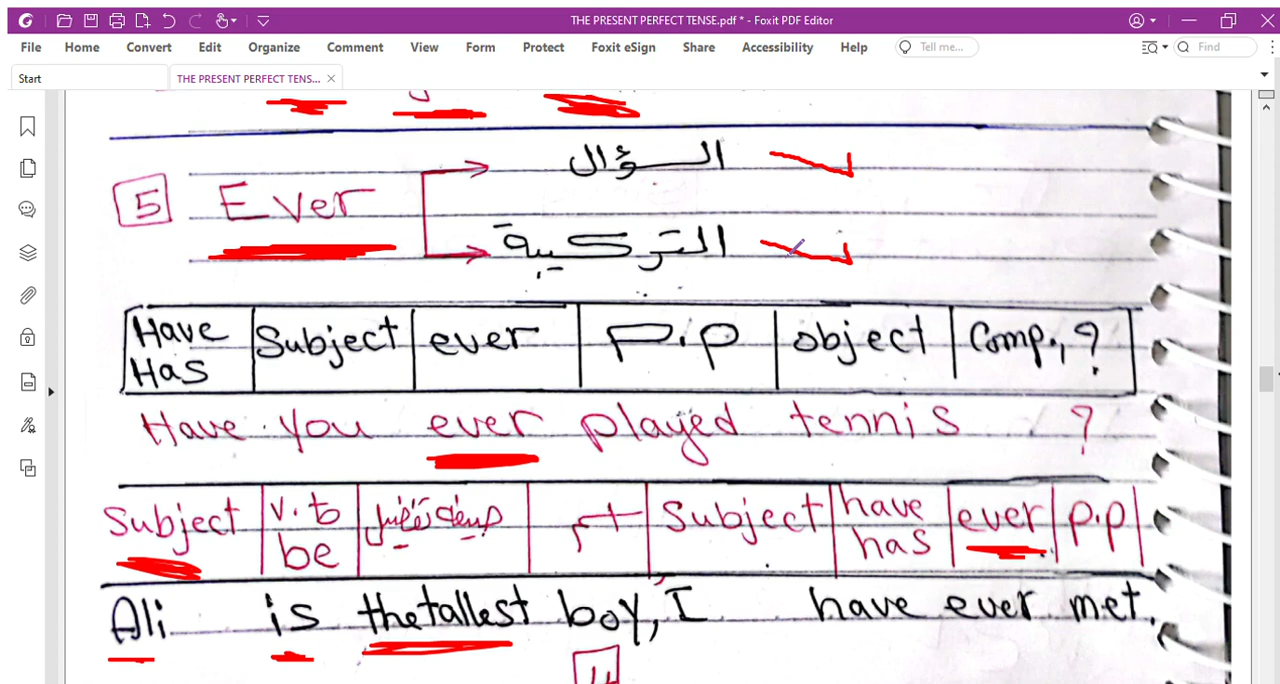 THE PRESENT PERFECT TENSE.pdf * - Foxit PDF Editor
File Home Convert Edit Organize Comment View Form Protect Foxit eSign Share Accessibility Help Tell me... Find
Start THE PRESENT PERFECT TENS...
السؤال
5 Ever
التركيبة
Have Has Subject ever P.P object Comp., ?
Have you ever played tennis ?
Subject v. to be صفة تفضيل اسم Subject have has ever P.P
Ali is the tallest boy, I have ever met.